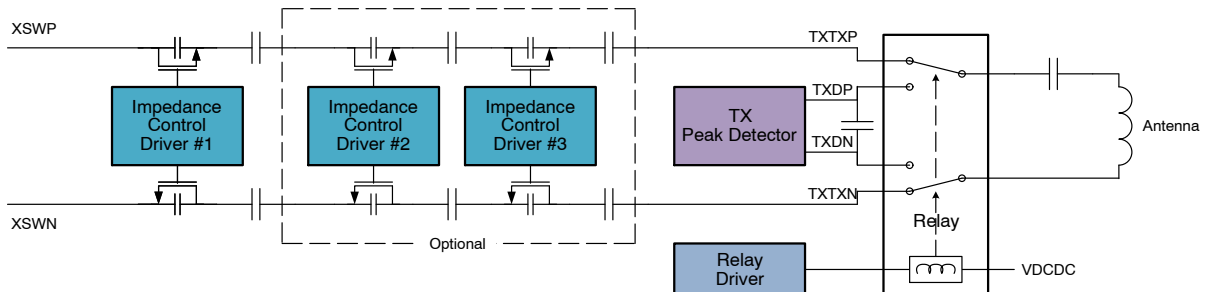 XSWP
TXTXP
Impedance
Control
Driver #1
Impedance
Control
Driver #2
Impedance
Control
Driver #3
TX
Peak Detector
TXDP
TXDN
Antenna
XSWN
TXTXN
Optional
Relay
Relay
Driver
VDCDC